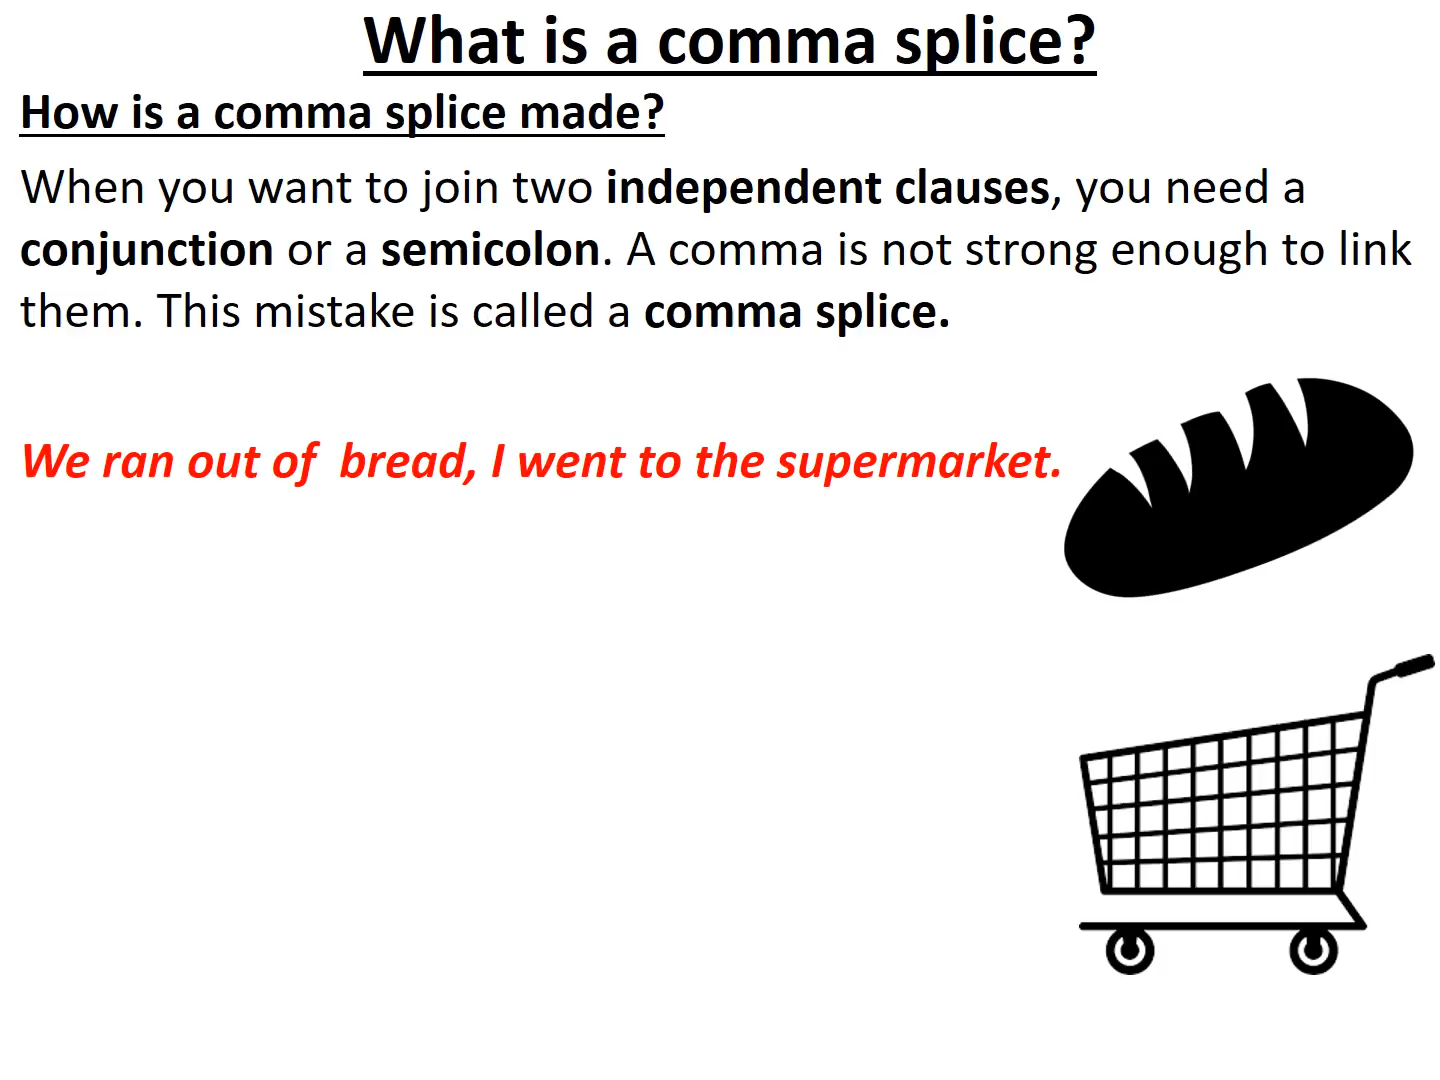 What is a comma splice?
How is a comma splice made?
When you want to join two independent clauses, you need a
conjunction or a semicolon. A comma is not strong enough to link
them. This mistake is called a comma splice.
We ran out of  bread, I went to the supermarket.